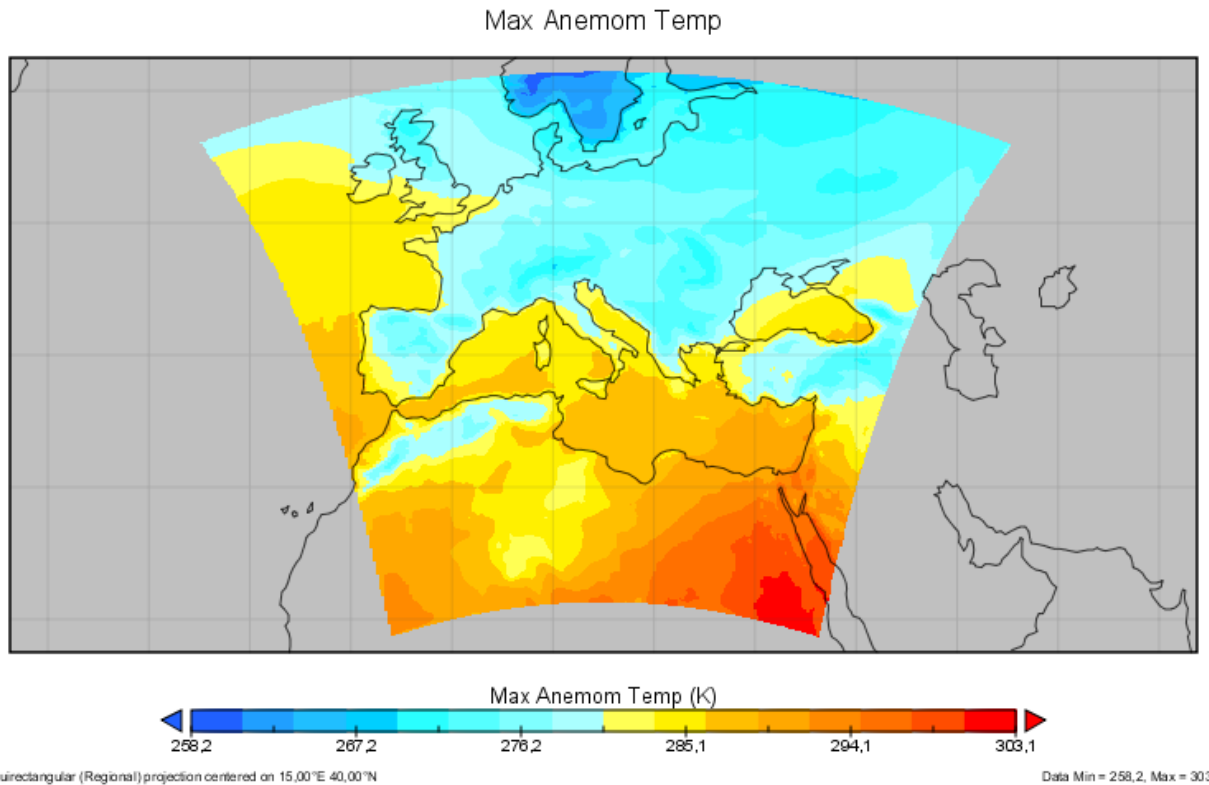 Max Anemom Temp
Max Anemom Temp (K)
258,2 267,2 276,2 285,1 294,1 303,1
uirectangular (Regional) projection centered on 15,00°E 40,00°N
Data Min = 258,2, Max = 303